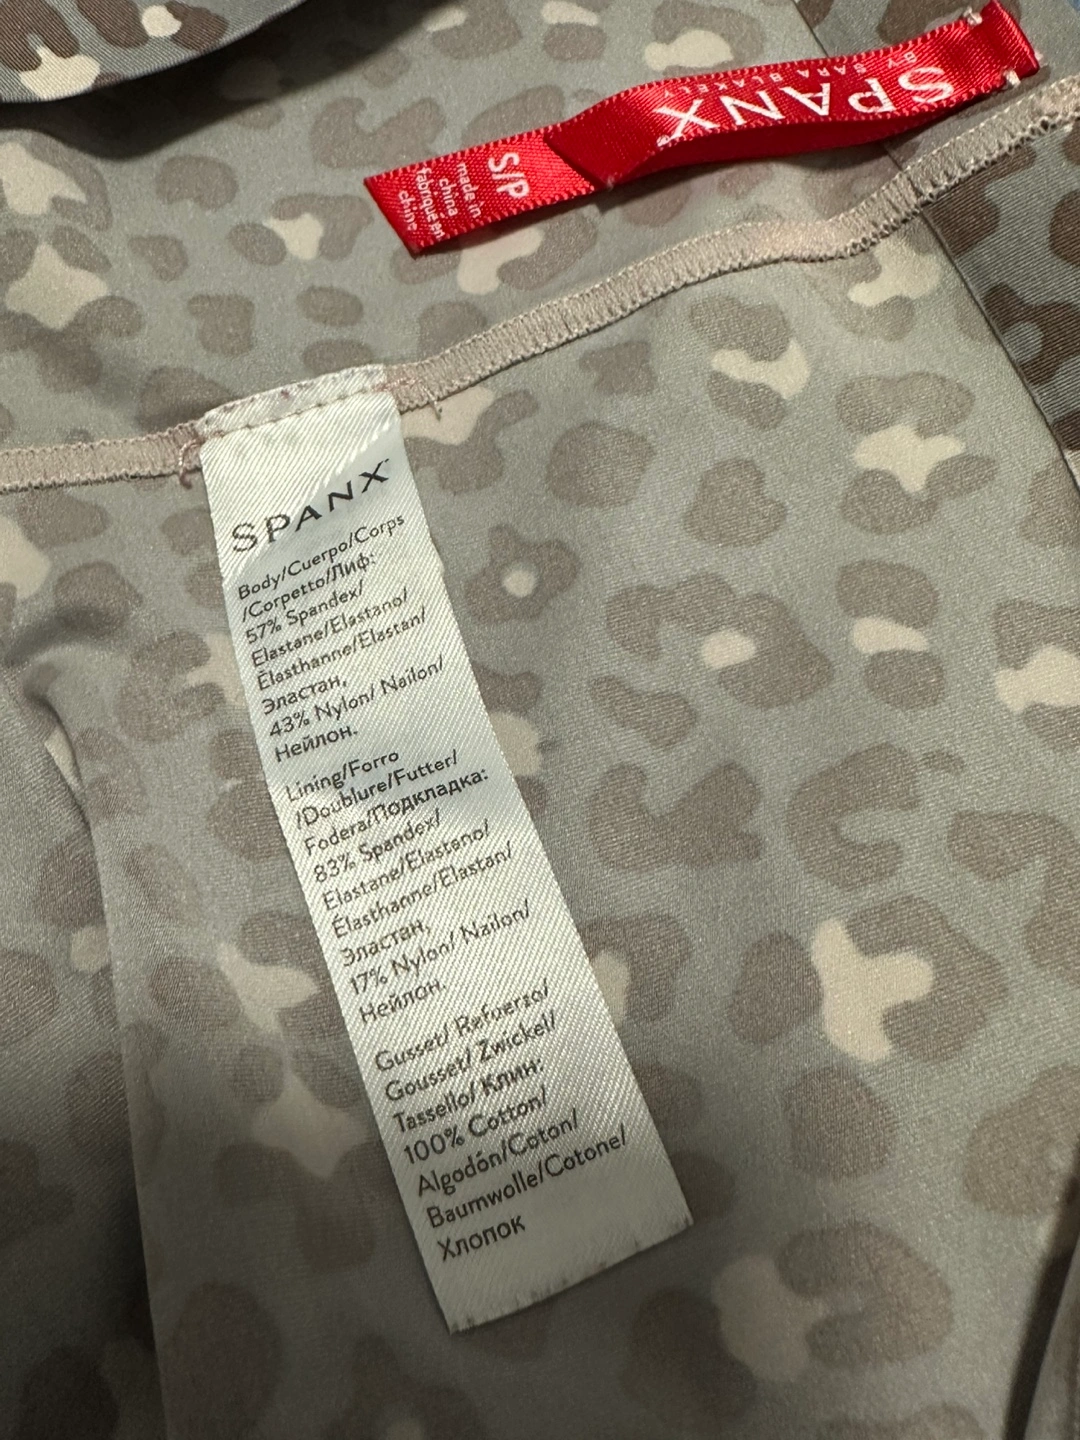 SPANX®
BY SARA BLAKELY
S/P
made in
china
fabriqué en
chine
SPANX™
Body/Cuerpo/Corps
/Corpetto/Лиф:
57% Spandex/
Elastane/Elastano/
Élasthanne/Elastan/
Эластан,
43% Nylon/ Nailon/
Нейлон.
Lining/Forro
/Doublure/Futter/
Fodera/Подкладка:
83% Spandex/
Elastane/Elastano/
Élasthanne/Elastan/
Эластан,
17% Nylon/ Nailon/
Нейлон.
Gusset/ Refuerzo/
Gousset/ Zwickel/
Tassello/ Клин:
100% Cotton/
Algodón/Coton/
Baumwolle/Cotone/
Хлопок